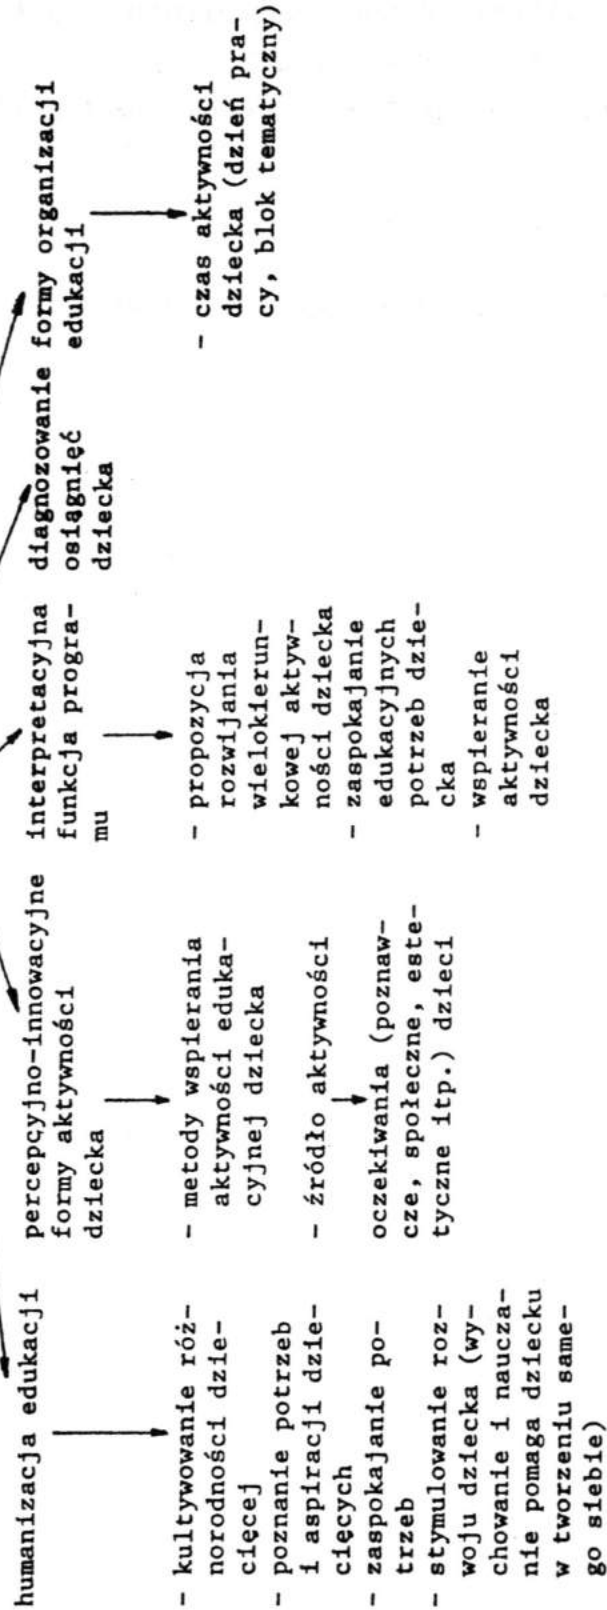 humanizacja edukacji
- kultywowanie róż-
norodności dzie-
cięcej
- poznanie potrzeb
i aspiracji dzie-
cięcych
- zaspokajanie po-
trzeb
- stymulowanie roz-
woju dziecka (wy-
chowanie i naucza-
nie pomaga dziecku
w tworzeniu same-
go siebie)
percepcyjno-innowacyjne
formy aktywności
dziecka
- metody wspierania
aktywności eduka-
cyjnej dziecka
- źródło aktywności
oczekiwania (poznaw-
cze, społeczne, este-
tyczne itp.) dzieci
interpretacyjna
funkcja progra-
mu
- propozycja
rozwijania
wielokierun-
kowej aktyw-
ności dziecka
- zaspokajanie
edukacyjnych
potrzeb dzie-
cka
- wspieranie
aktywności
dziecka
diagnozowanie
osiągnięć
dziecka
formy organizacji
edukacji
- czas aktywności
dziecka (dzień pra-
cy, blok tematyczny)